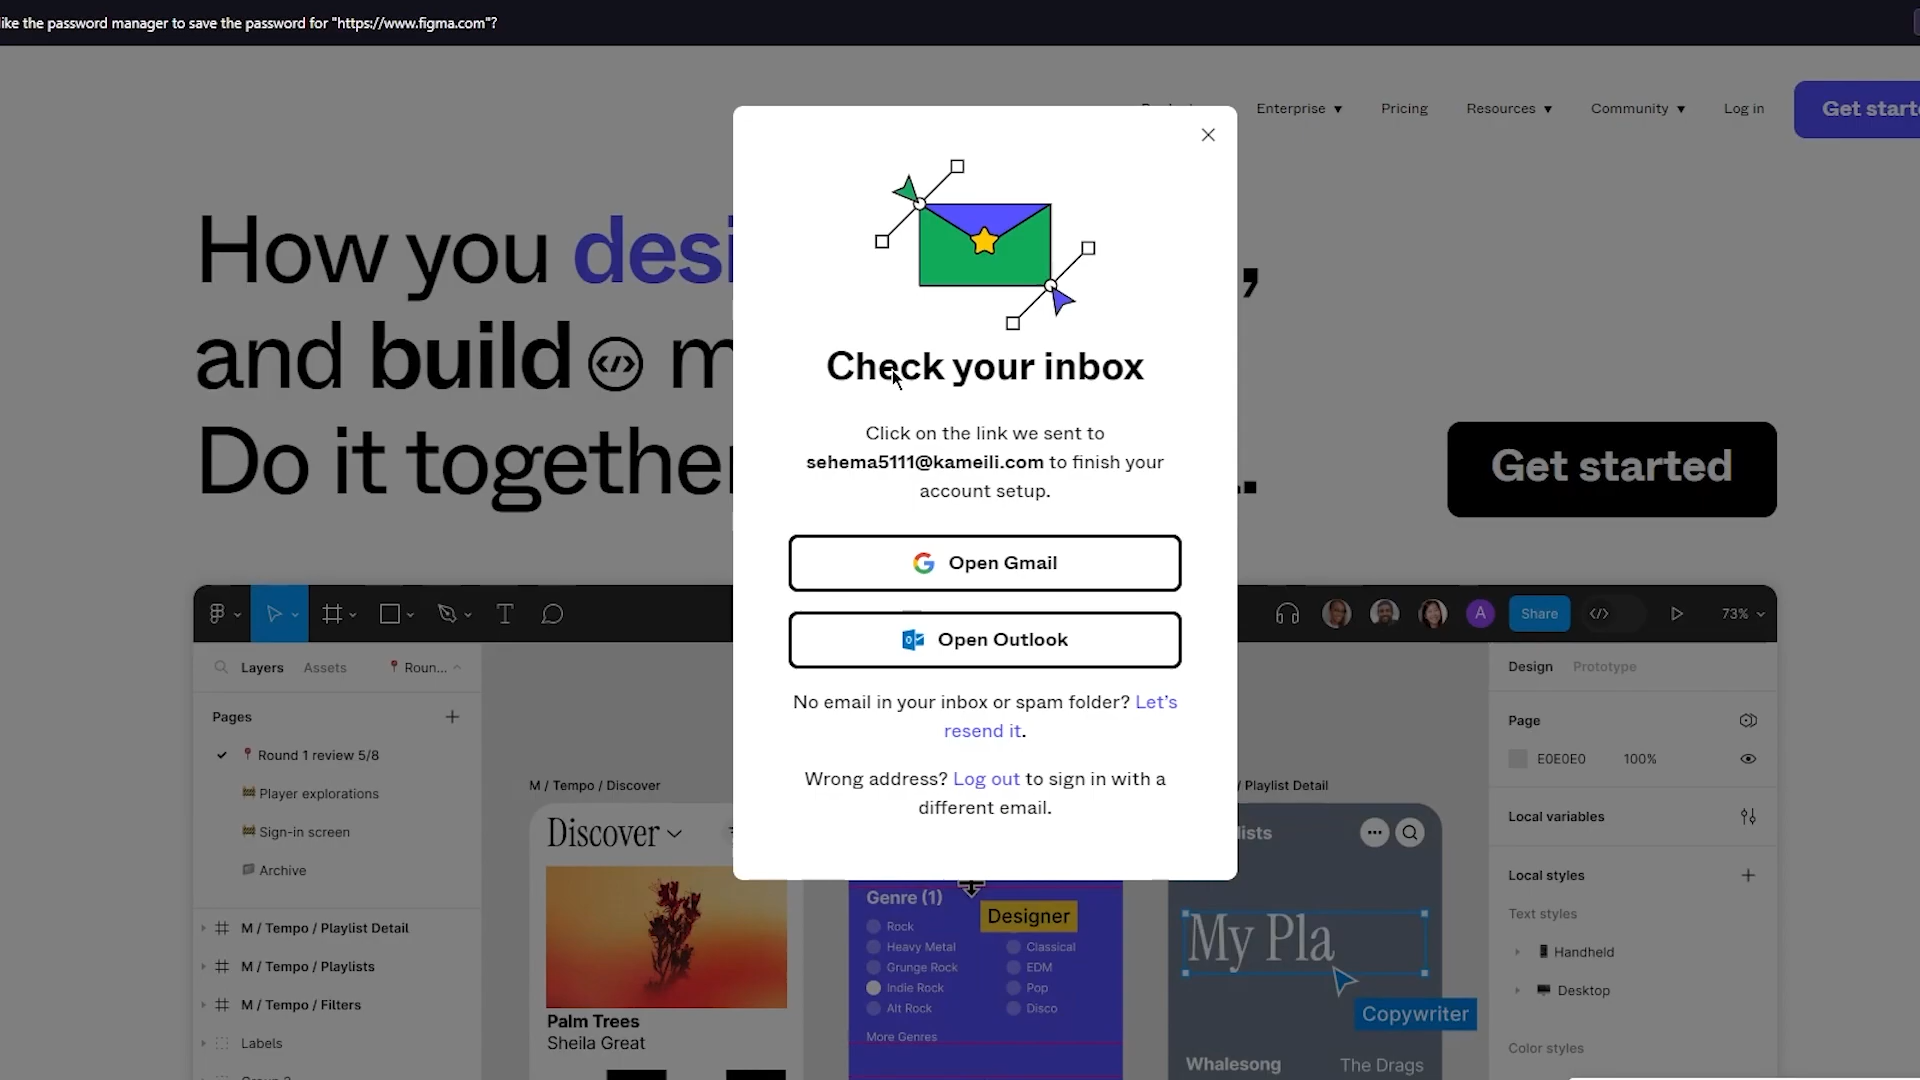 like the password manager to save the password for "https://www.figma.com"?
Enterprise
Pricing
Resources
Community
Log in
Get start
How you desi
,
and build </> m
Do it together
.
Get started
Check your inbox
Click on the link we sent to
sehema5111@kameili.com to finish your
account setup.
Open Gmail
Open Outlook
No email in your inbox or spam folder? Let's
resend it.
Wrong address? Log out to sign in with a
different email.
A
Share
73%
Layers
Assets
Roun...
Pages
Round 1 review 5/8
Player explorations
Sign-in screen
Archive
M / Tempo / Playlist Detail
M / Tempo / Playlists
M / Tempo / Filters
Labels
M / Tempo / Discover
Discover
Palm Trees
Sheila Great
Genre (1)
Designer
Rock
Heavy Metal
Classical
Grunge Rock
EDM
Indie Rock
Pop
Alt Rock
Disco
More Genres
/ Playlist Detail
lists
My Pla
Copywriter
Whalesong
The Drags
Design
Prototype
Page
E0E0E0
100%
Local variables
Local styles
Text styles
Handheld
Desktop
Color styles